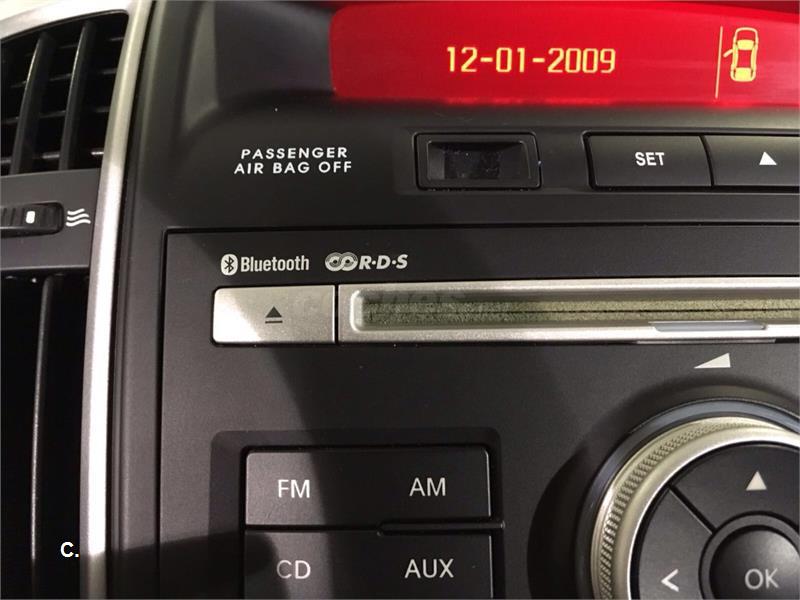 12-01-2009
PASSENGER
AIR BAG OFF
SET
Bluetooth R·D·S
FM AM
CD AUX
OK
C.